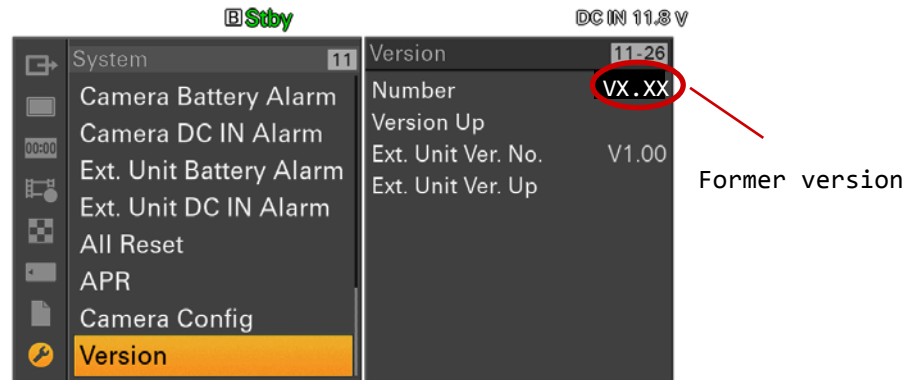 B Stby DC IN 11.8 V
System 11
Camera Battery Alarm
Camera DC IN Alarm
Ext. Unit Battery Alarm
Ext. Unit DC IN Alarm
All Reset
APR
Camera Config
Version
00:00
Version 11-26
Number VX.XX
Version Up
Ext. Unit Ver. No. V1.00
Ext. Unit Ver. Up
Former version